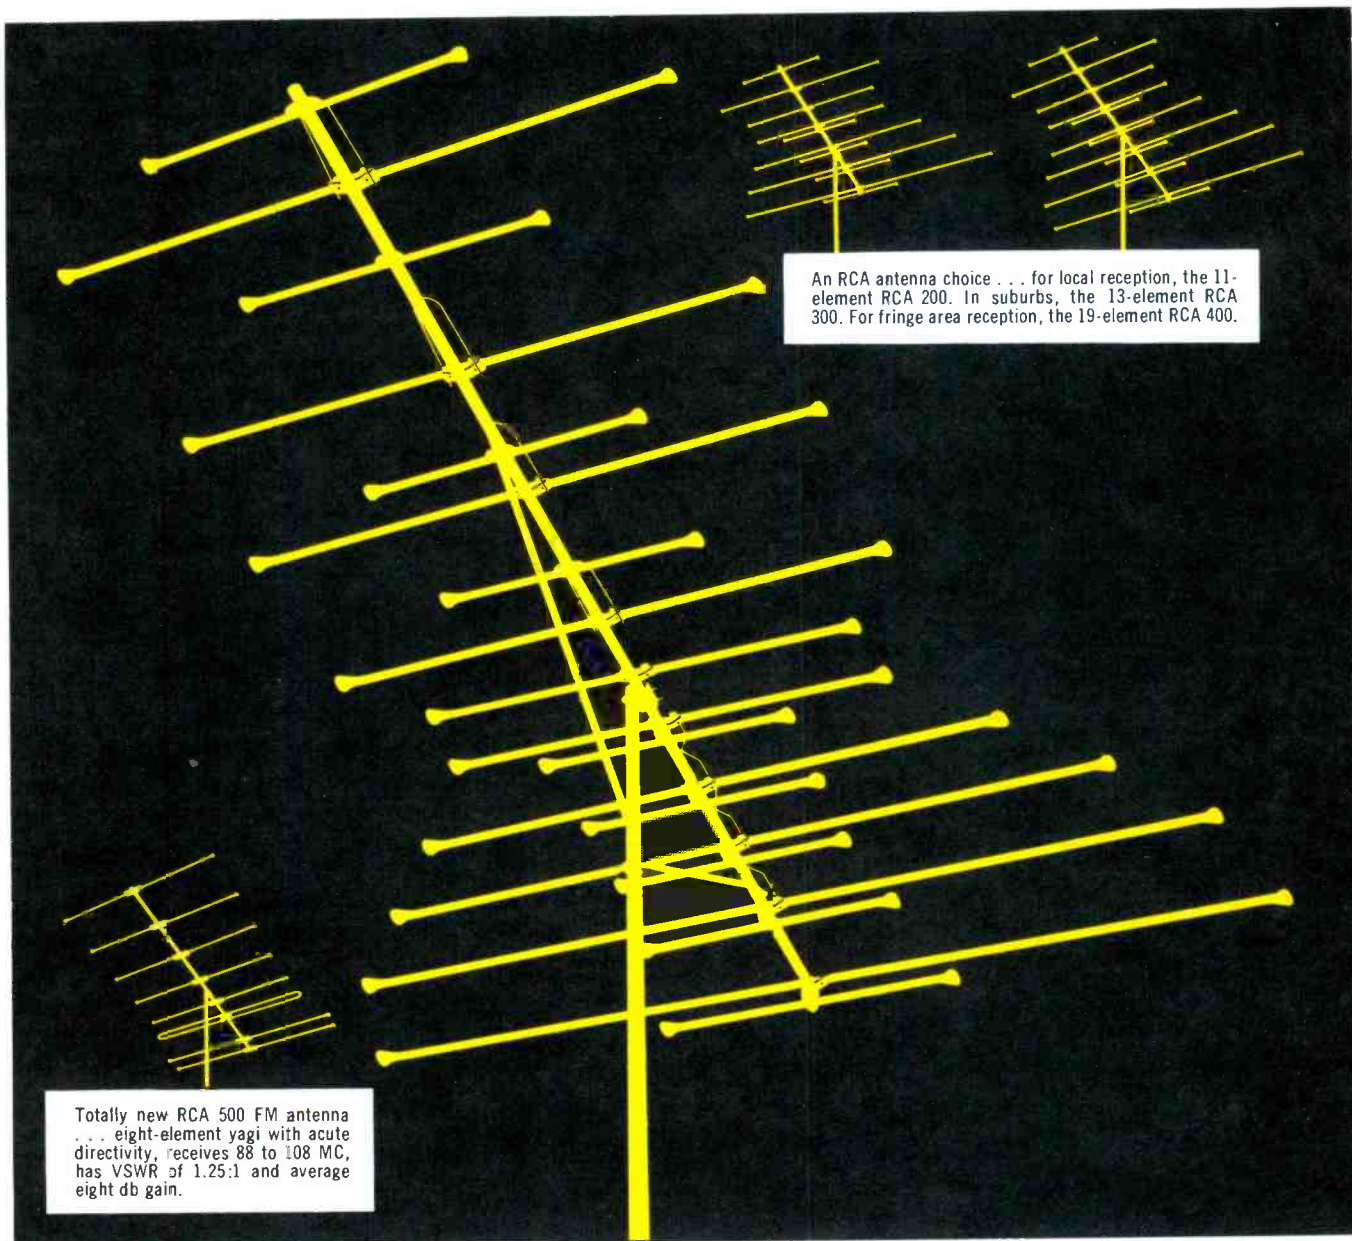 An RCA antenna choice . . . for local reception, the 11-
element RCA 200. In suburbs, the 13-element RCA
300. For fringe area reception, the 19-element RCA 400.
Totally new RCA 500 FM antenna
. . . eight-element yagi with acute
directivity, receives 88 to 108 MC,
has VSWR of 1.25:1 and average
eight db gain.